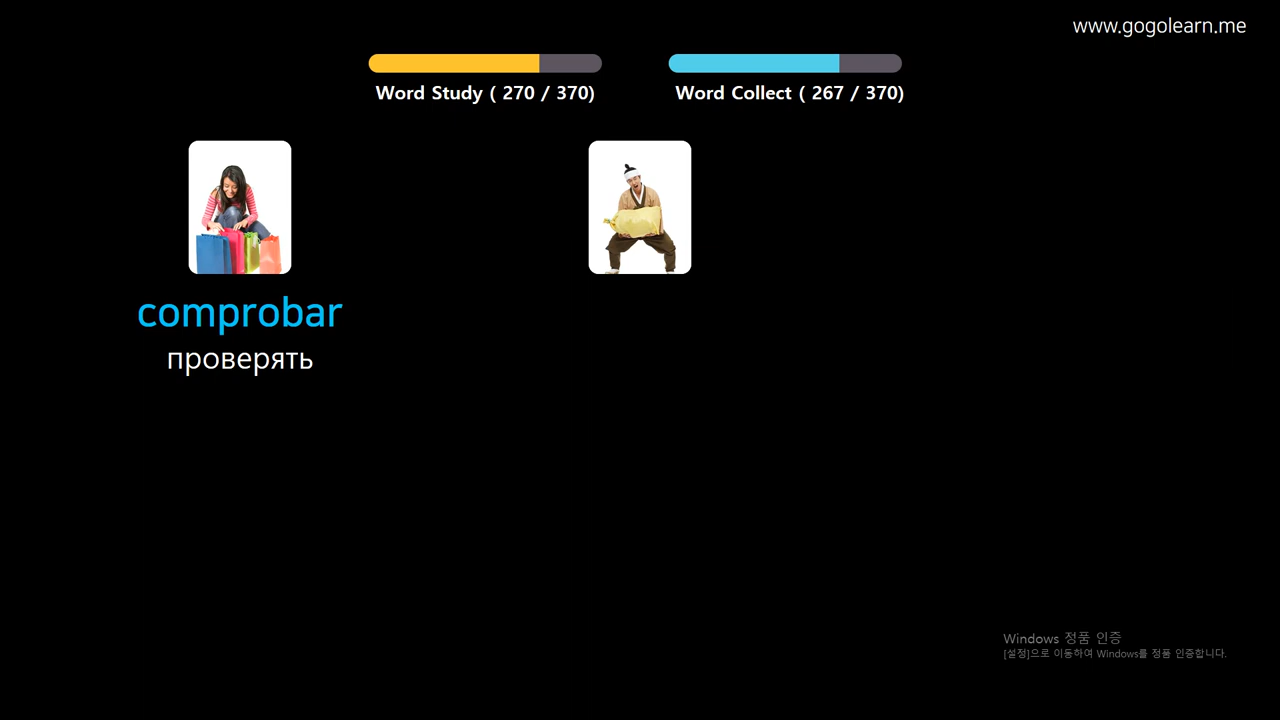 www.gogolearn.me
Word Study ( 270 / 370)
Word Collect ( 267 / 370)
comprobar
проверять
Windows 정품 인증
[설정]으로 이동하여 Windows를 정품 인증합니다.